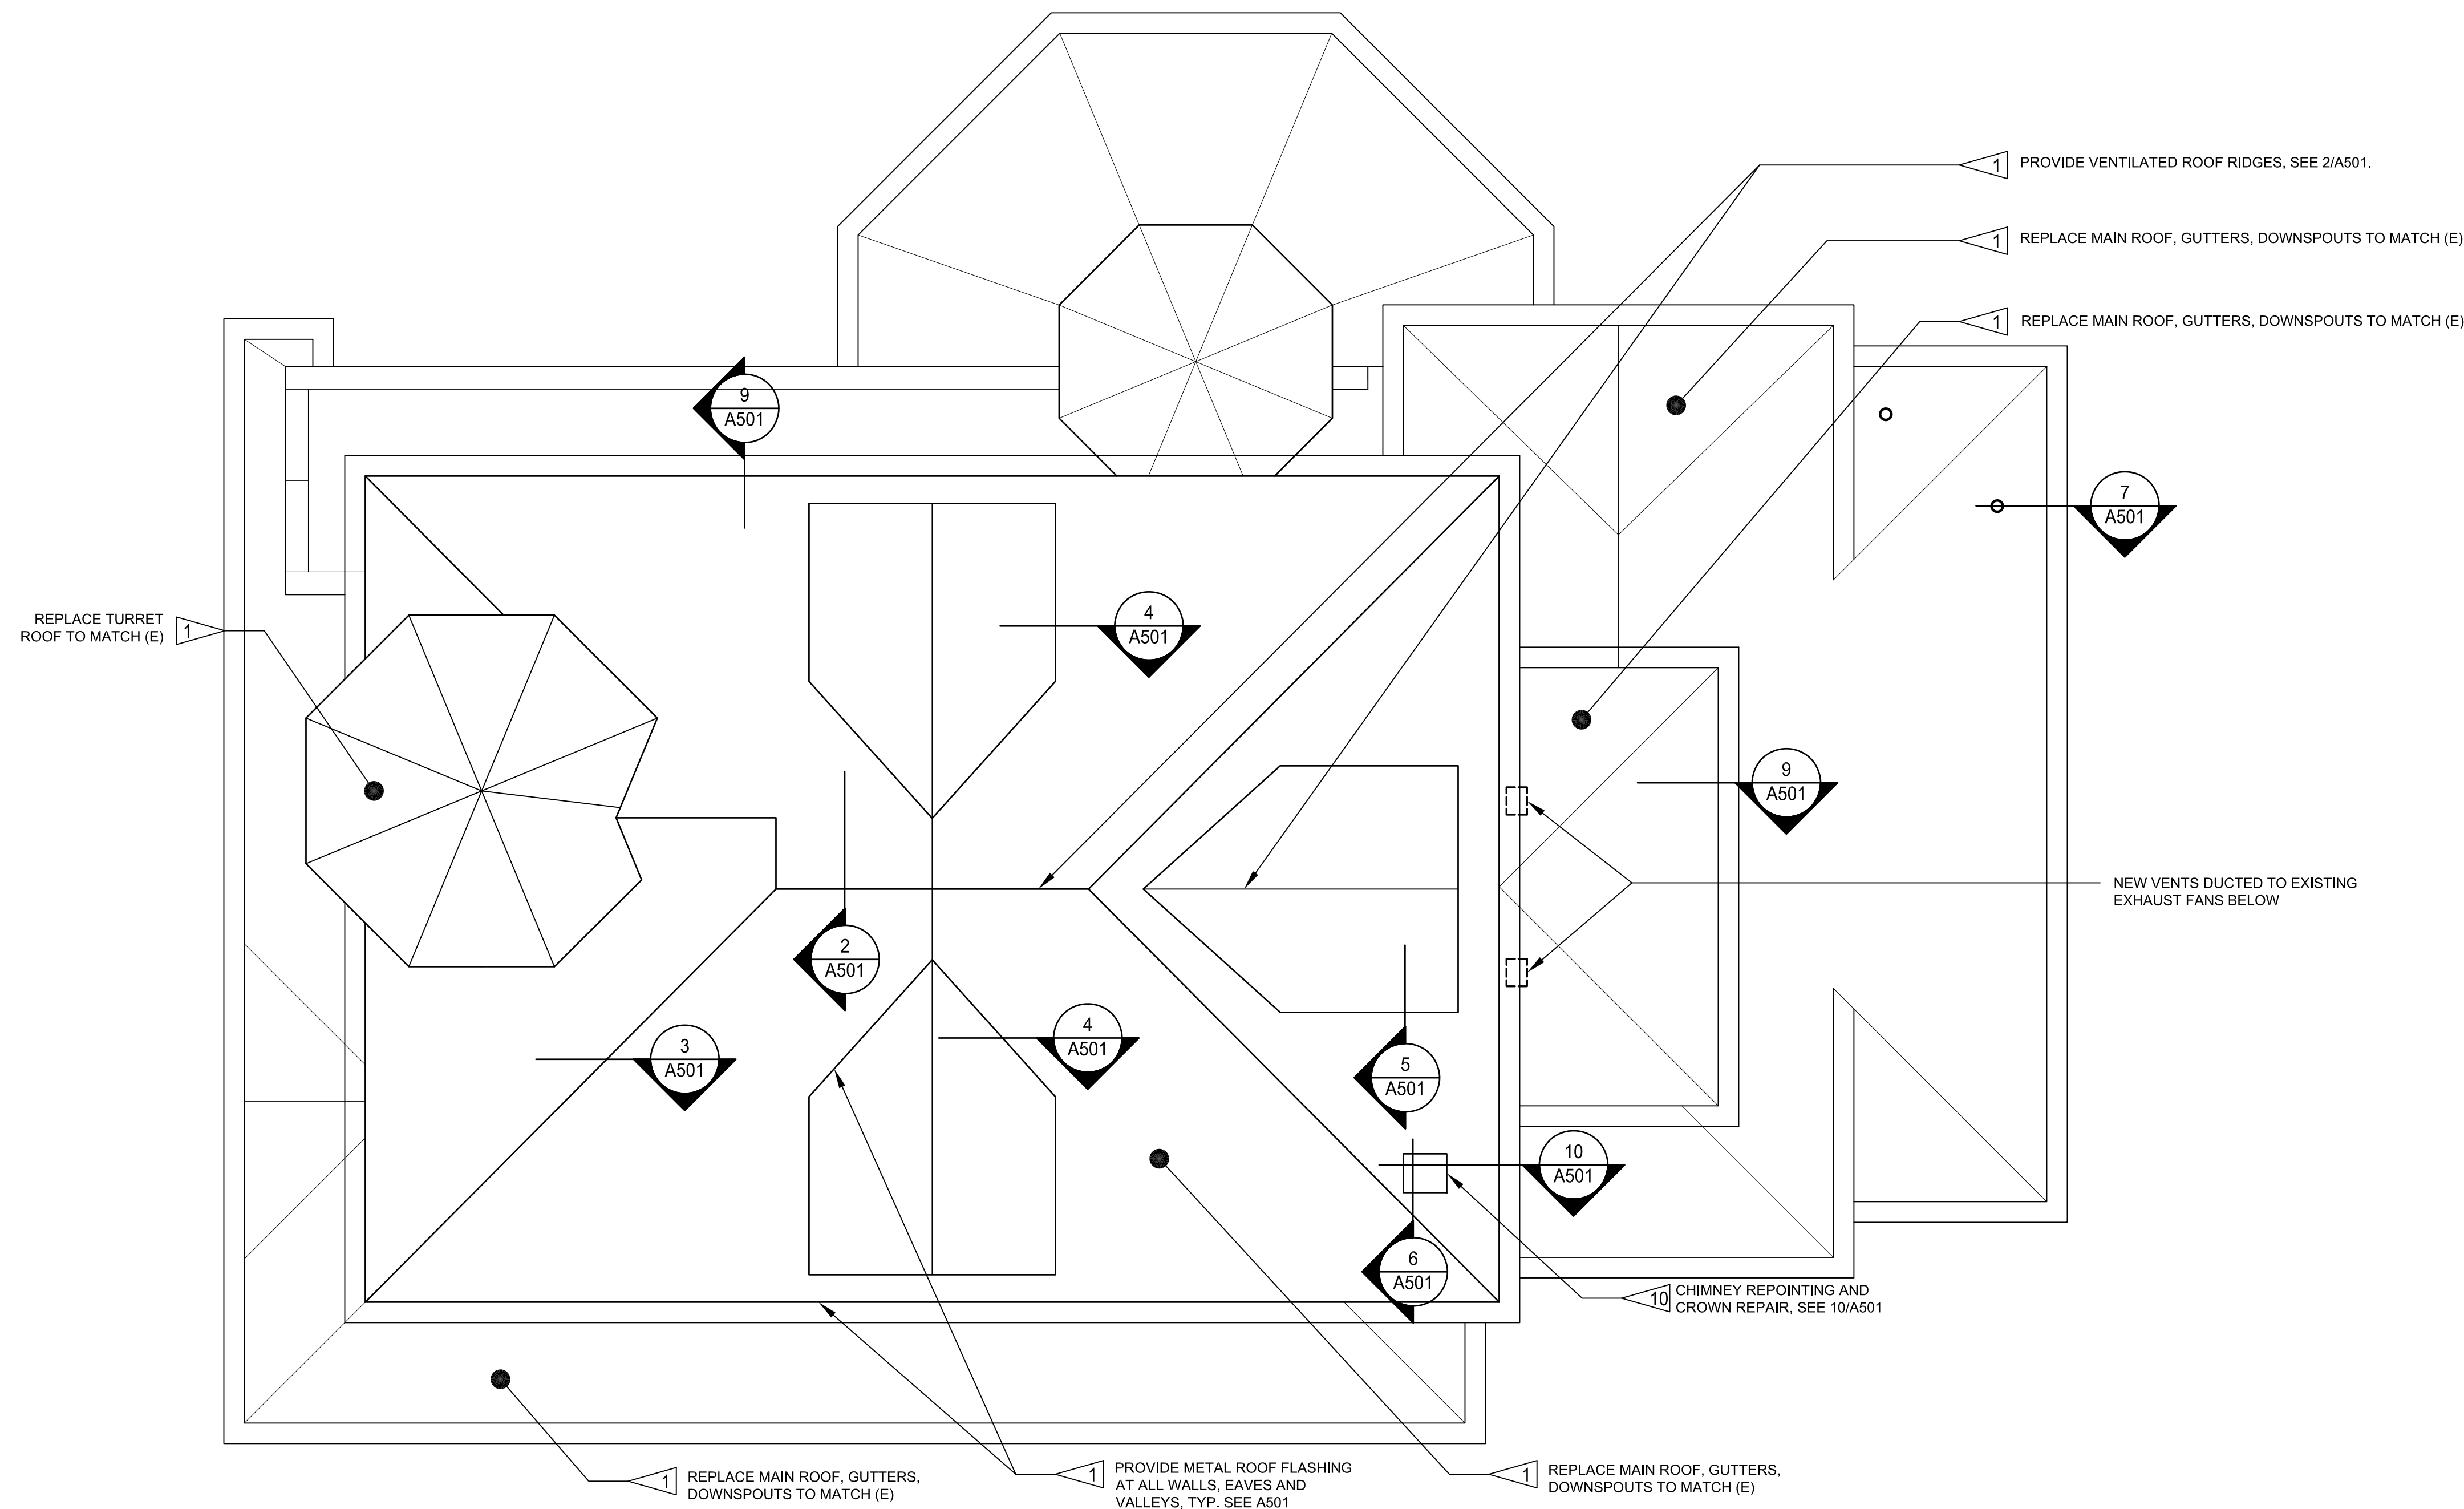 1 PROVIDE VENTILATED ROOF RIDGES, SEE 2/A501.
1 REPLACE MAIN ROOF, GUTTERS, DOWNSPOUTS TO MATCH (E)
1 REPLACE MAIN ROOF, GUTTERS, DOWNSPOUTS TO MATCH (E)
9
A501
7
A501
4
A501
REPLACE TURRET
ROOF TO MATCH (E) 1
9
A501
NEW VENTS DUCTED TO EXISTING
EXHAUST FANS BELOW
2
A501
3
A501
4
A501
5
A501
10
A501
6
A501
10 CHIMNEY REPOINTING AND
CROWN REPAIR, SEE 10/A501
1 REPLACE MAIN ROOF, GUTTERS,
DOWNSPOUTS TO MATCH (E)
1 PROVIDE METAL ROOF FLASHING
AT ALL WALLS, EAVES AND
VALLEYS, TYP. SEE A501
1 REPLACE MAIN ROOF, GUTTERS,
DOWNSPOUTS TO MATCH (E)